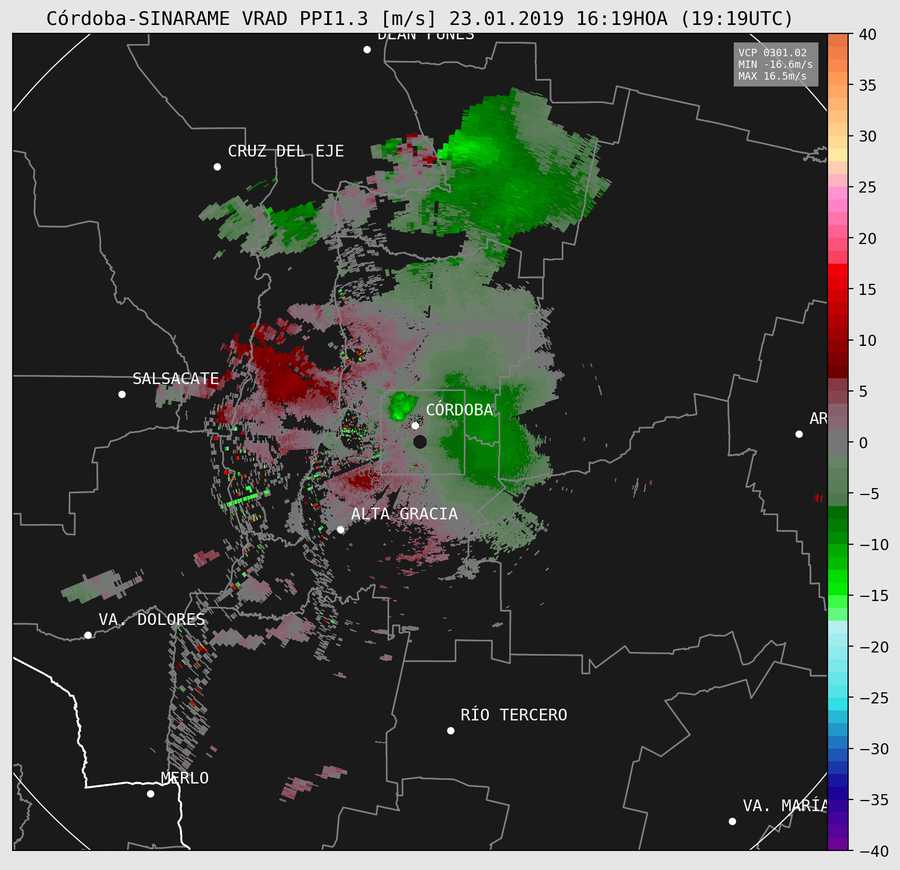 Córdoba-SINARAME VRAD PPI1.3 [m/s] 23.01.2019 16:19HOA (19:19UTC)
DEAN FUNES
VCP 0301.02
MIN -16.6m/s
MAX 16.5m/s
CRUZ DEL EJE
SALSACATE
CÓRDOBA
AR
ALTA GRACIA
VA. DOLORES
RÍO TERCERO
MERLO
VA. MARÍA
40
35
30
25
20
15
10
5
0
−5
−10
−15
−20
−25
−30
−35
−40